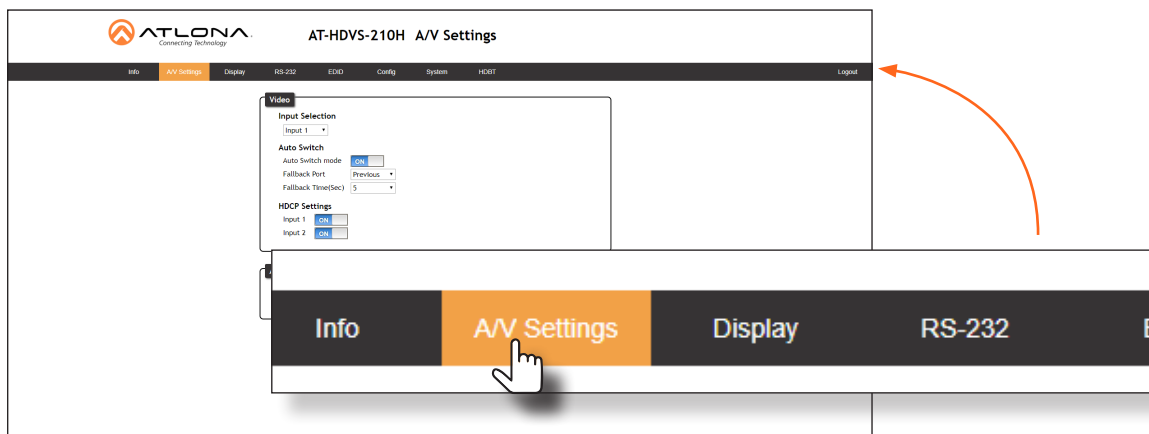 ATLONA.
Connecting Technology
AT-HDVS-210H A/V Settings
Info A/V Settings Display RS-232 EDID Config System HDBT Logout
Video
Input Selection
Input 1
Auto Switch
Auto Switch mode ON
Fallback Port Previous
Fallback Time(Sec) 5
HDCP Settings
Input 1 ON
Input 2 ON
Info A/V Settings Display RS-232